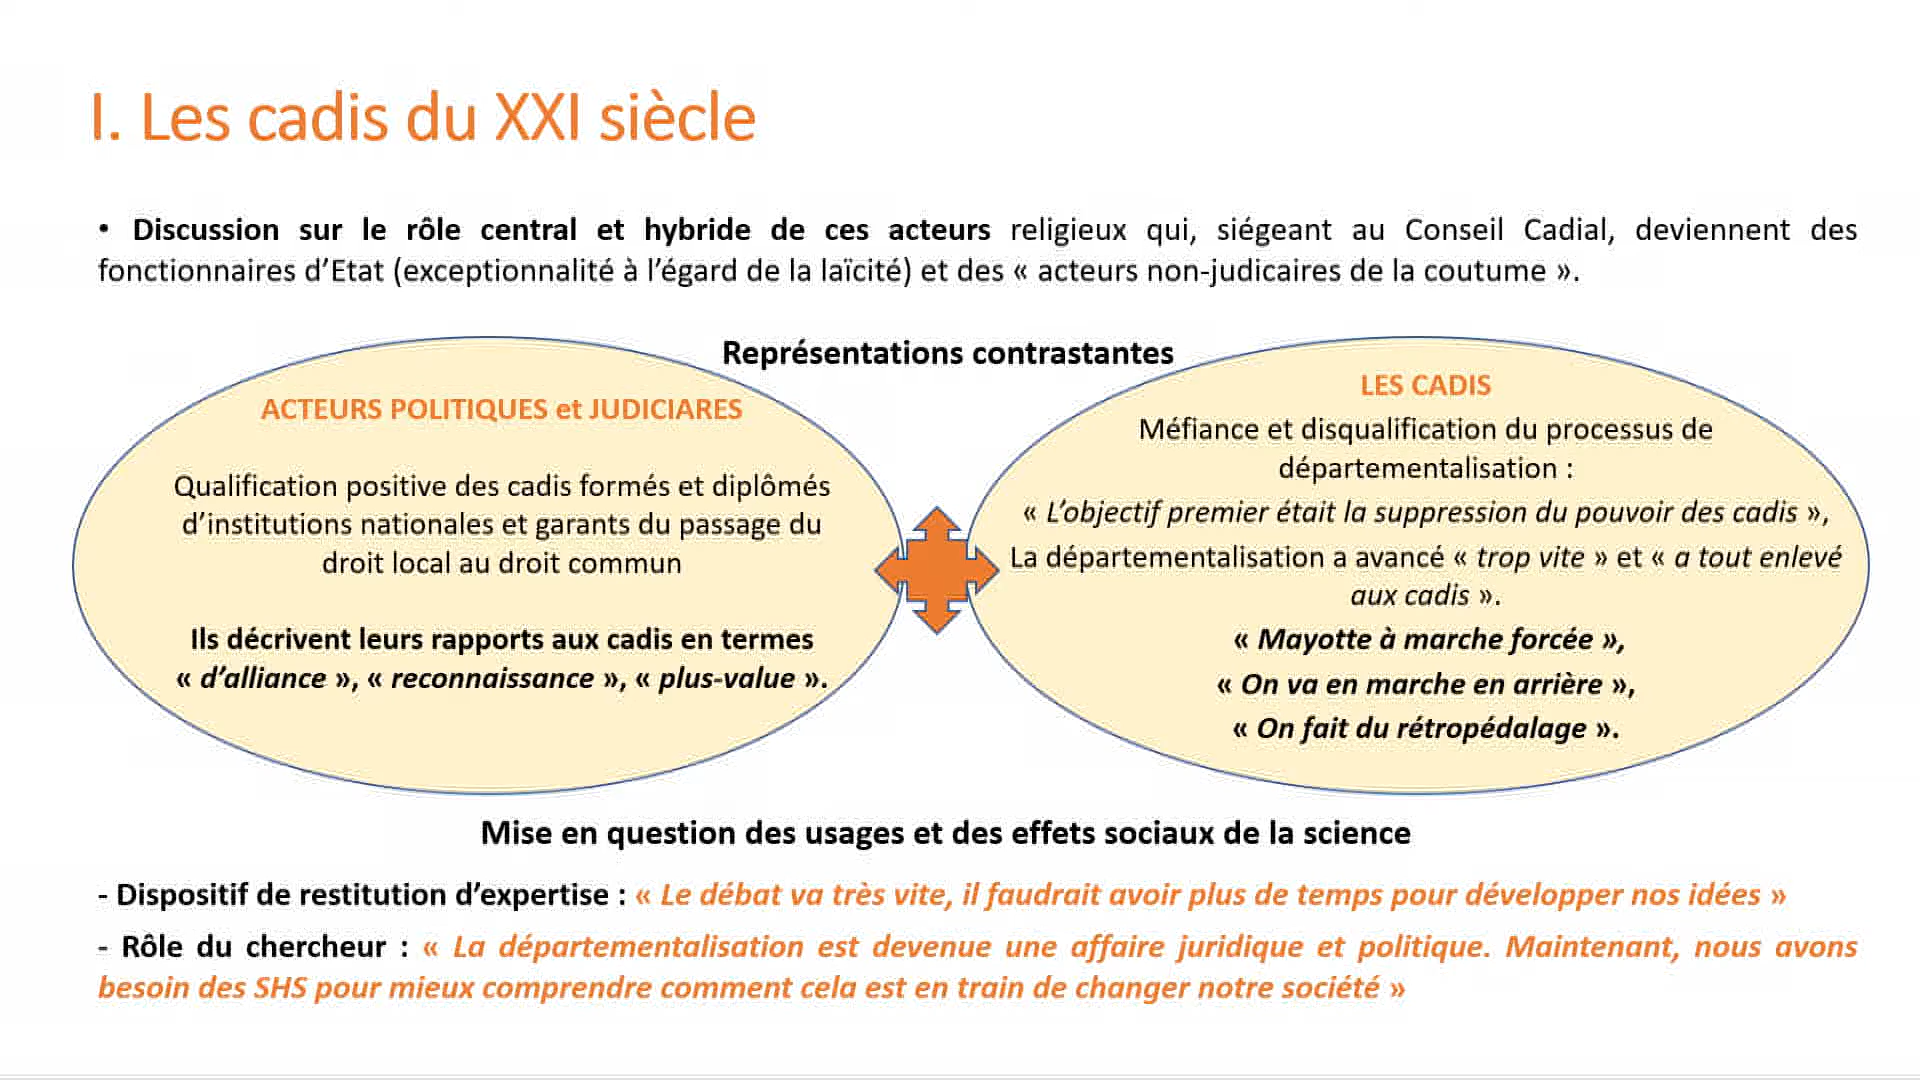 I. Les cadis du XXI siècle
• Discussion sur le rôle central et hybride de ces acteurs religieux qui, siégeant au Conseil Cadial, deviennent des
fonctionnaires d’Etat (exceptionnalité à l’égard de la laïcité) et des « acteurs non-judicaires de la coutume ».
Représentations contrastantes
ACTEURS POLITIQUES et JUDICIARES
Qualification positive des cadis formés et diplômés
d’institutions nationales et garants du passage du
droit local au droit commun
Ils décrivent leurs rapports aux cadis en termes
« d’alliance », « reconnaissance », « plus-value ».
LES CADIS
Méfiance et disqualification du processus de
départementalisation :
« L’objectif premier était la suppression du pouvoir des cadis »,
La départementalisation a avancé « trop vite » et « a tout enlevé
aux cadis ».
« Mayotte à marche forcée »,
« On va en marche en arrière »,
« On fait du rétropédalage ».
Mise en question des usages et des effets sociaux de la science
- Dispositif de restitution d’expertise : « Le débat va très vite, il faudrait avoir plus de temps pour développer nos idées »
- Rôle du chercheur : « La départementalisation est devenue une affaire juridique et politique. Maintenant, nous avons
besoin des SHS pour mieux comprendre comment cela est en train de changer notre société »